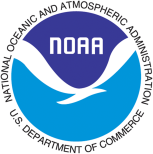 NATIONAL OCEANIC AND ATMOSPHERIC ADMINISTRATION
NOAA
U.S. DEPARTMENT OF COMMERCE